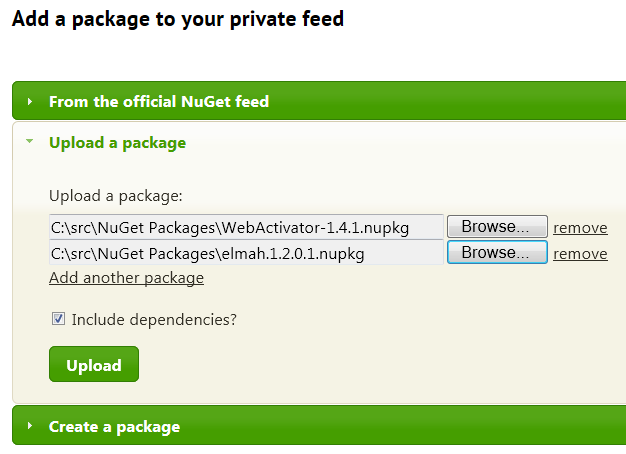 Add a package to your private feed
From the official NuGet feed
Upload a package
Upload a package:
C:\src\NuGet Packages\WebActivator-1.4.1.nupkg Browse... remove
C:\src\NuGet Packages\elmah.1.2.0.1.nupkg Browse... remove
Add another package
Include dependencies?
Upload
Create a package